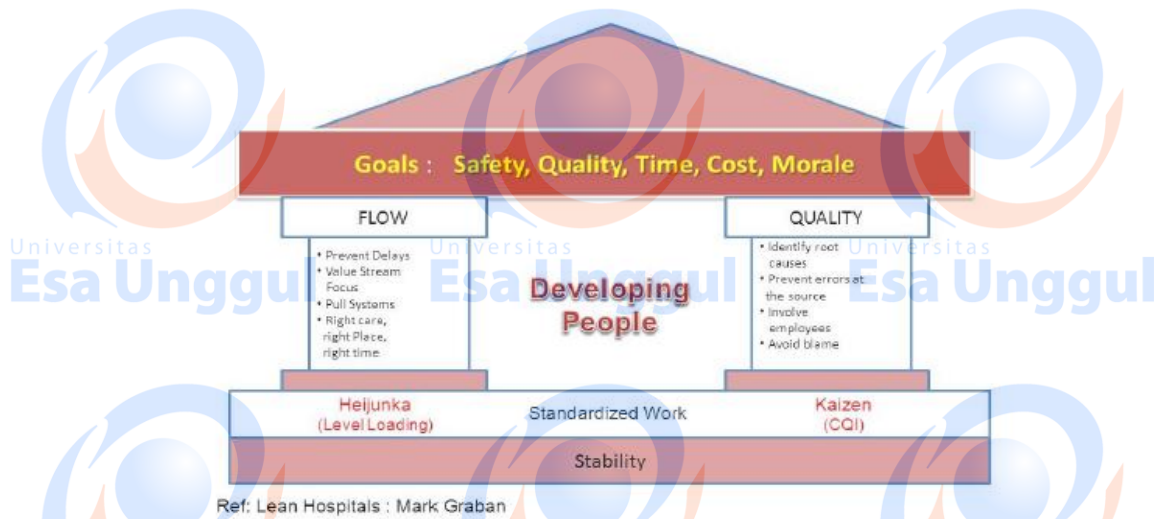 Goals : Safety, Quality, Time, Cost, Morale
FLOW
• Prevent Delays
• Value Stream
Focus
• Pull Systems
• Right care,
right Place,
right time
Developing
People
QUALITY
• Identify root
causes
• Prevent errors at
the source
• Involve
employees
• Avoid blame
Heijunka
(Level Loading)
Standardized Work
Kaizen
(CQI)
Stability
Ref: Lean Hospitals : Mark Graban
Universitas
Esa Unggul
Universitas
Esa Unggul
Universitas
Esa Unggul